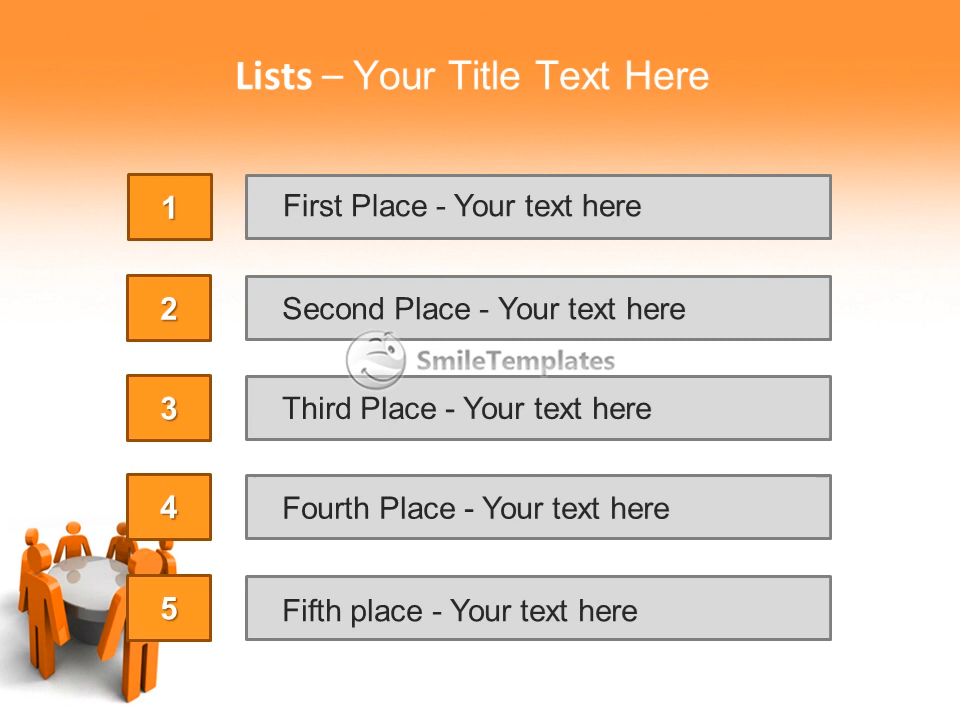 Lists – Your Title Text Here
1 First Place - Your text here
2 Second Place - Your text here
SmileTemplates
3 Third Place - Your text here
4 Fourth Place - Your text here
5 Fifth place - Your text here